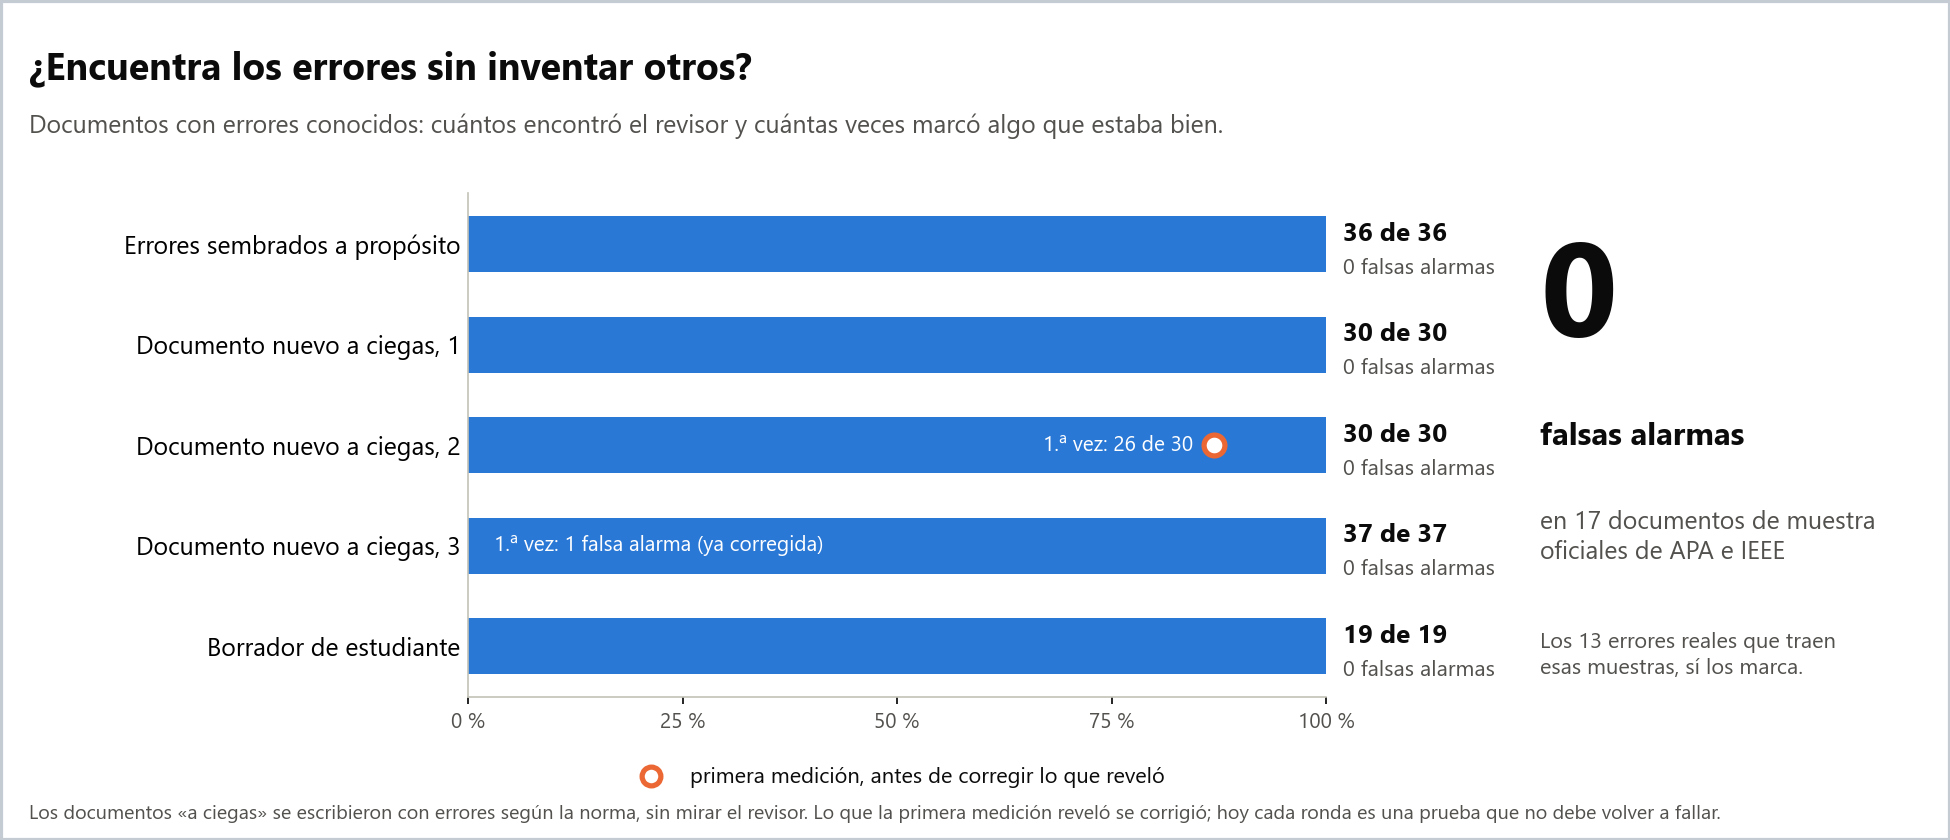 ¿Encuentra los errores sin inventar otros?
Documentos con errores conocidos: cuántos encontró el revisor y cuántas veces marcó algo que estaba bien.
Errores sembrados a propósito
36 de 36
0 falsas alarmas
Documento nuevo a ciegas, 1
30 de 30
0 falsas alarmas
Documento nuevo a ciegas, 2
1.ª vez: 26 de 30
30 de 30
0 falsas alarmas
Documento nuevo a ciegas, 3
1.ª vez: 1 falsa alarma (ya corregida)
37 de 37
0 falsas alarmas
Borrador de estudiante
19 de 19
0 falsas alarmas
0 %
25 %
50 %
75 %
100 %
primera medición, antes de corregir lo que reveló
0
falsas alarmas
en 17 documentos de muestra
oficiales de APA e IEEE
Los 13 errores reales que traen
esas muestras, sí los marca.
Los documentos «a ciegas» se escribieron con errores según la norma, sin mirar el revisor. Lo que la primera medición reveló se corrigió; hoy cada ronda es una prueba que no debe volver a fallar.